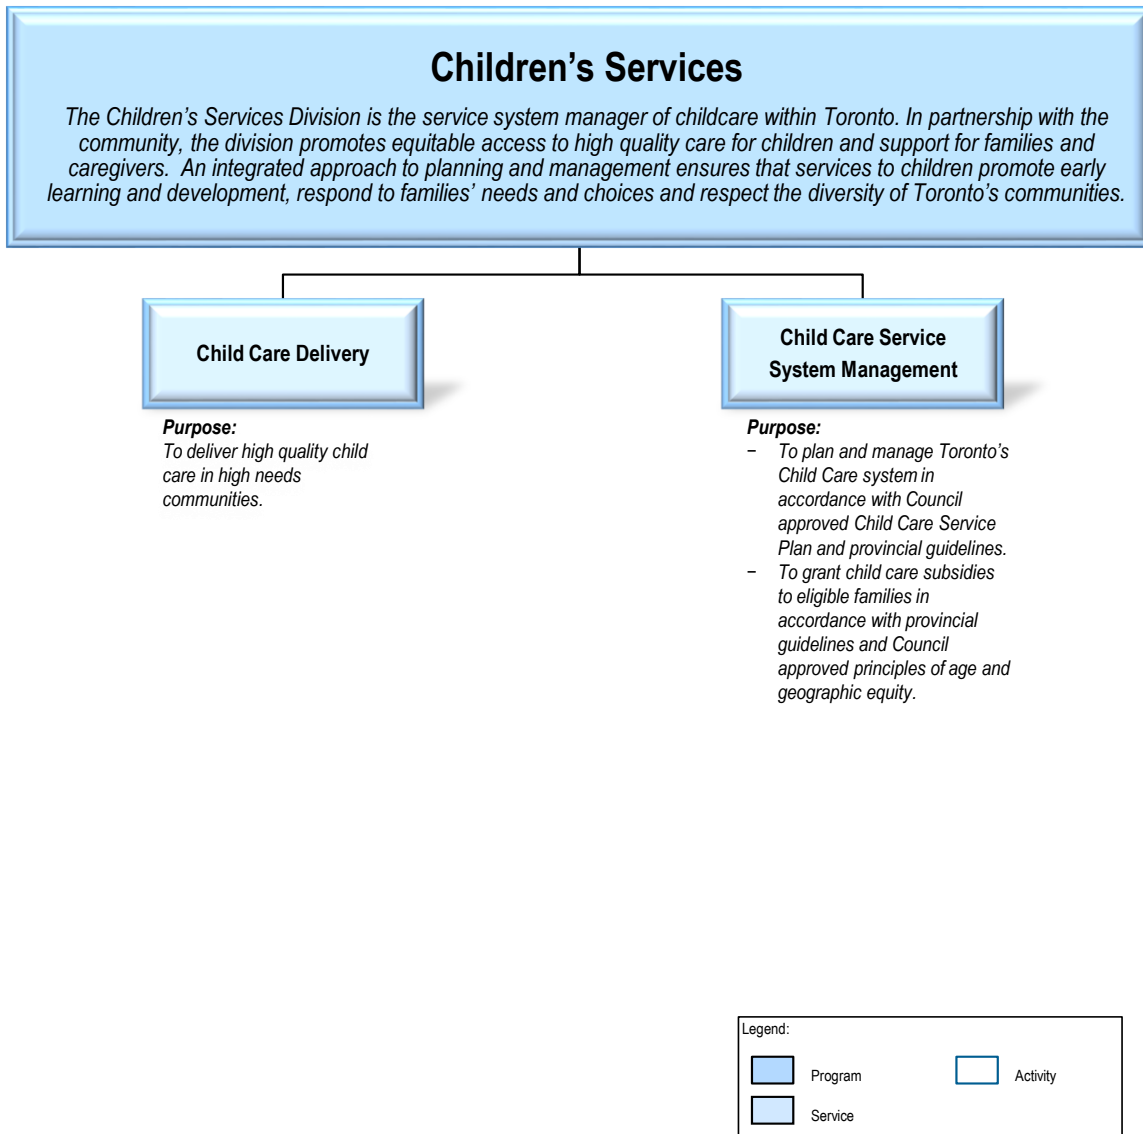 Children’s Services
The Children’s Services Division is the service system manager of childcare within Toronto. In partnership with the
community, the division promotes equitable access to high quality care for children and support for families and
caregivers.  An integrated approach to planning and management ensures that services to children promote early
learning and development, respond to families’ needs and choices and respect the diversity of Toronto’s communities.
Child Care Delivery
Purpose:
To deliver high quality child
care in high needs
communities.
Child Care Service
System Management
Purpose:
− To plan and manage Toronto’s
Child Care system in
accordance with Council
approved Child Care Service
Plan and provincial guidelines.
− To grant child care subsidies
to eligible families in
accordance with provincial
guidelines and Council
approved principles of age and
geographic equity.
Legend:
Program
Activity
Service